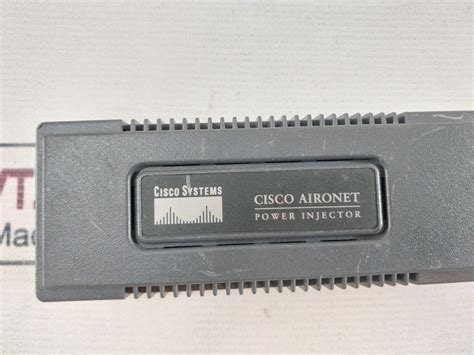 CISCO SYSTEMS
CISCO AIRONET
POWER INJECTOR